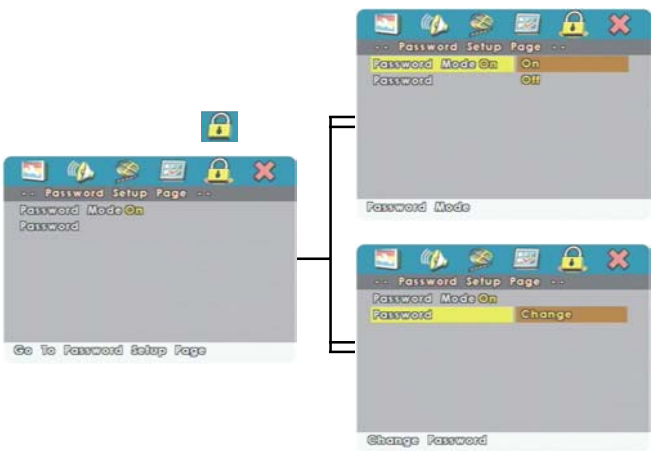 -- Password Setup Page --
Password Mode On
Password
Go To Password Setup Page
-- Password Setup Page --
Password Mode On On
Password Off
Password Mode
-- Password Setup Page --
Password Mode On
Password Change
Change Password